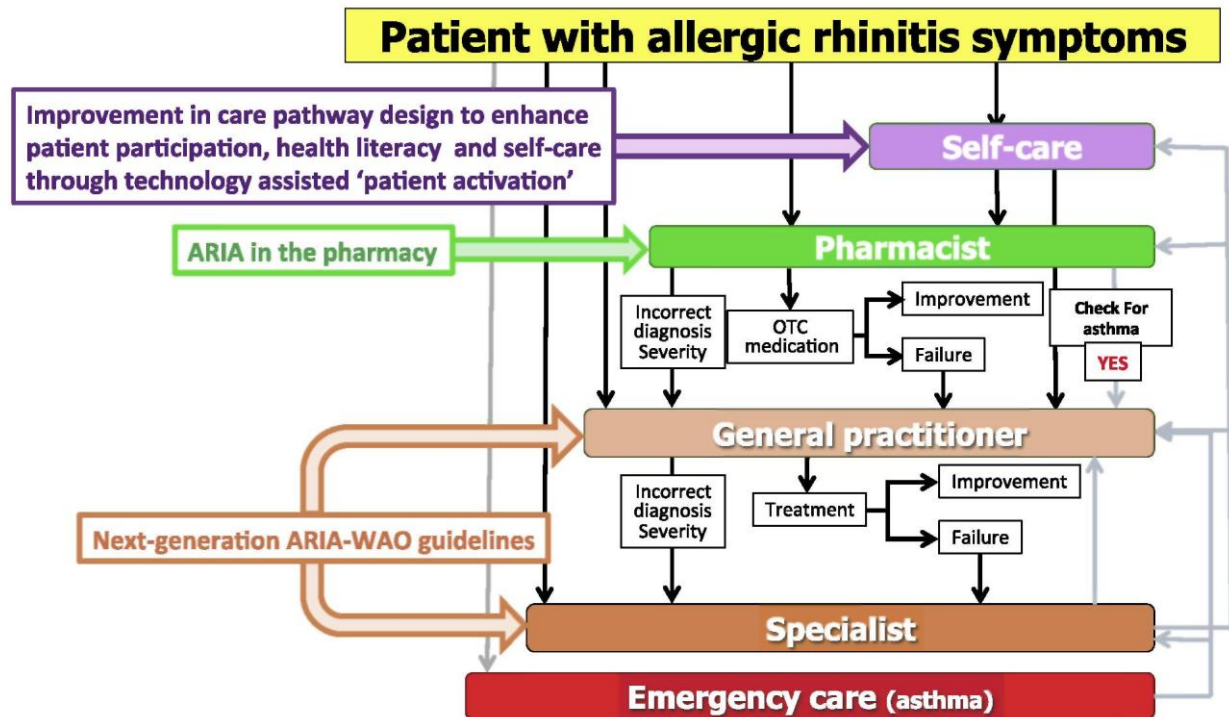 Patient with allergic rhinitis symptoms
Improvement in care pathway design to enhance
patient participation, health literacy and self-care
through technology assisted ‘patient activation’
Self-care
ARIA in the pharmacy
Pharmacist
Incorrect
diagnosis
Severity
OTC
medication
Improvement
Failure
Check For
asthma
YES
General practitioner
Incorrect
diagnosis
Severity
Treatment
Improvement
Failure
Next-generation ARIA-WAO guidelines
Specialist
Emergency care (asthma)